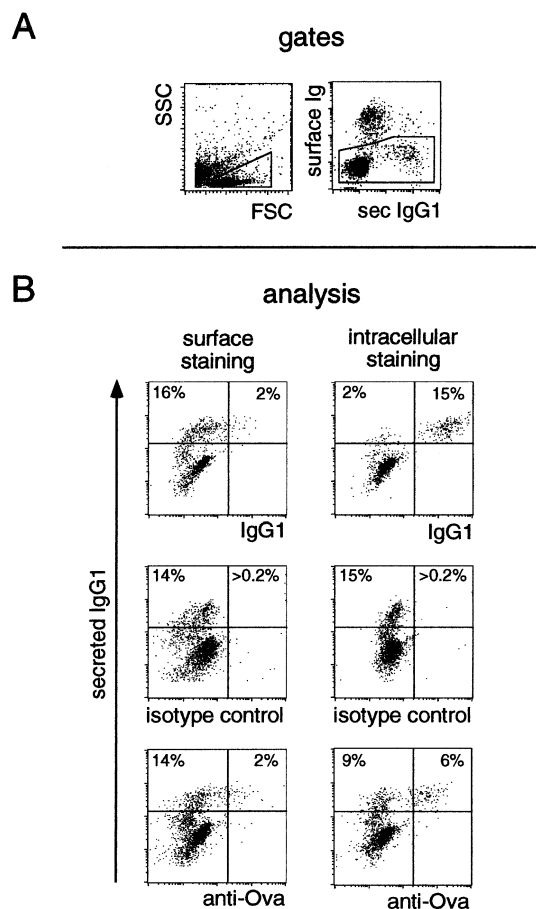 A
gates
SSC
FSC
surface Ig
sec IgG1
B
analysis
surface
staining
intracellular
staining
secreted IgG1
16%
2%
IgG1
2%
15%
IgG1
14%
>0.2%
isotype control
15%
>0.2%
isotype control
14%
2%
anti-Ova
9%
6%
anti-Ova